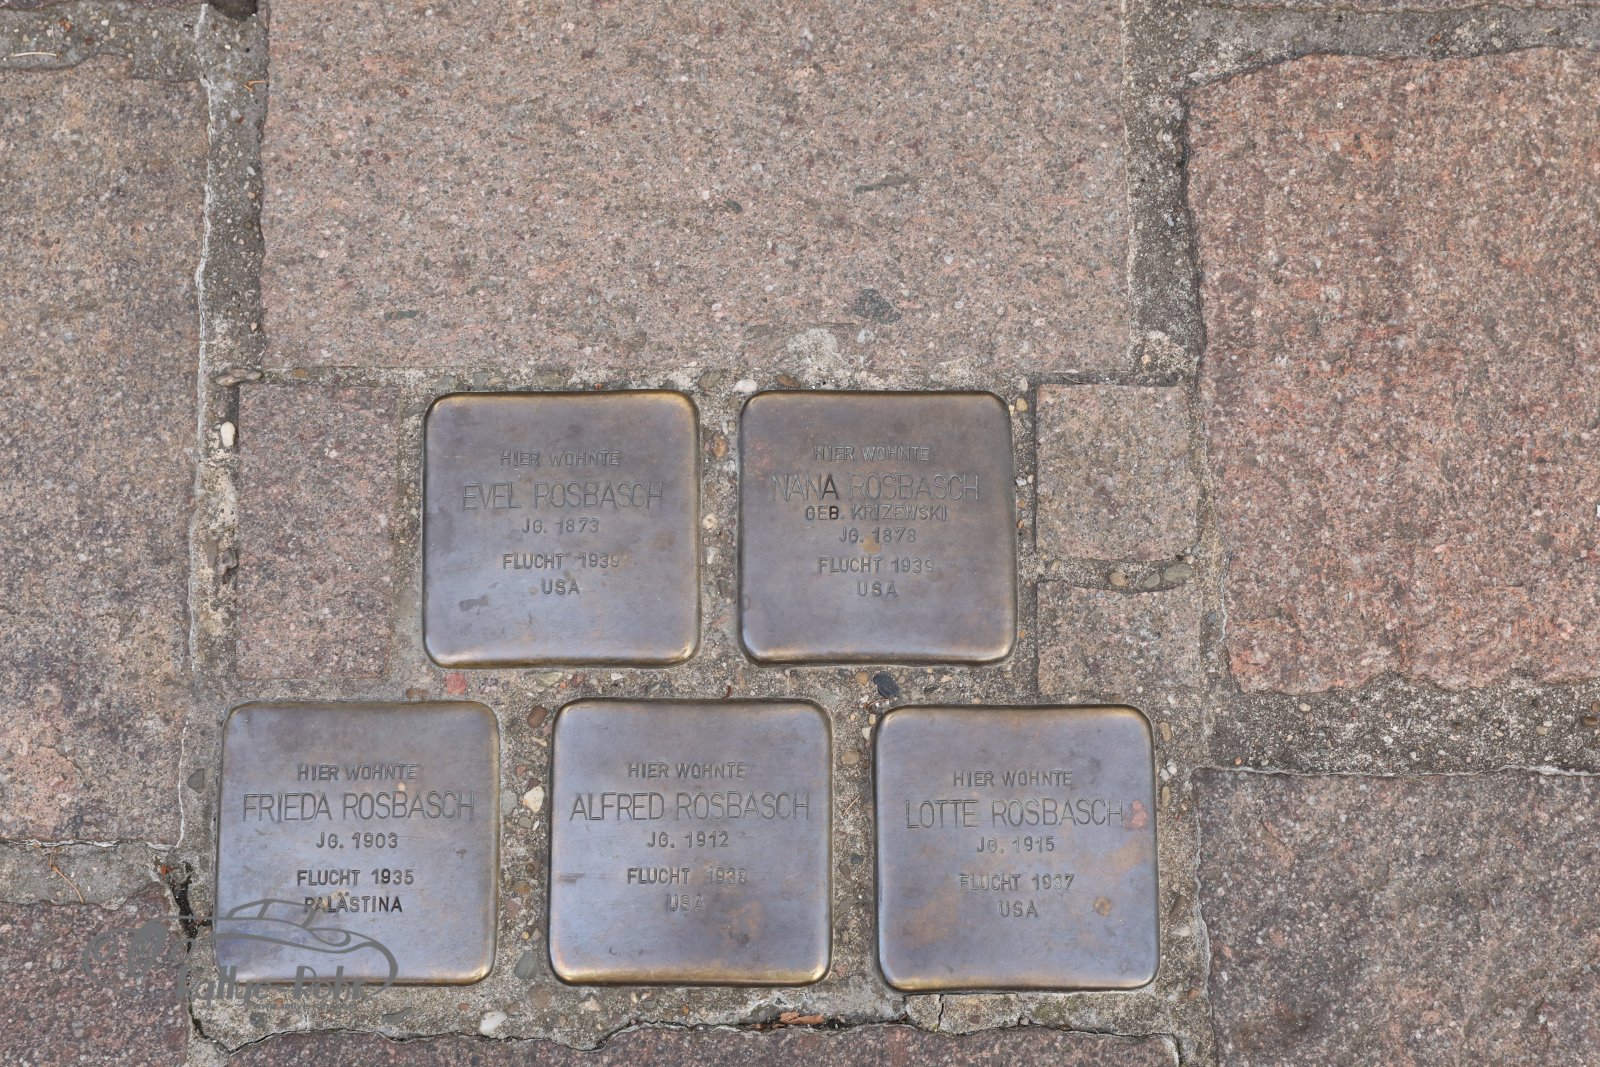 HIER WOHNTE
EVEL ROSBASCH
JG. 1873
FLUCHT 1939
USA
HIER WOHNTE
NANA ROSBASCH
GEB. KRIZEWSKI
JG. 1878
FLUCHT 1939
USA
HIER WOHNTE
FRIEDA ROSBASCH
JG. 1903
FLUCHT 1935
PALÄSTINA
HIER WOHNTE
ALFRED ROSBASCH
JG. 1912
FLUCHT 1938
USA
HIER WOHNTE
LOTTE ROSBASCH
JG. 1915
FLUCHT 1937
USA